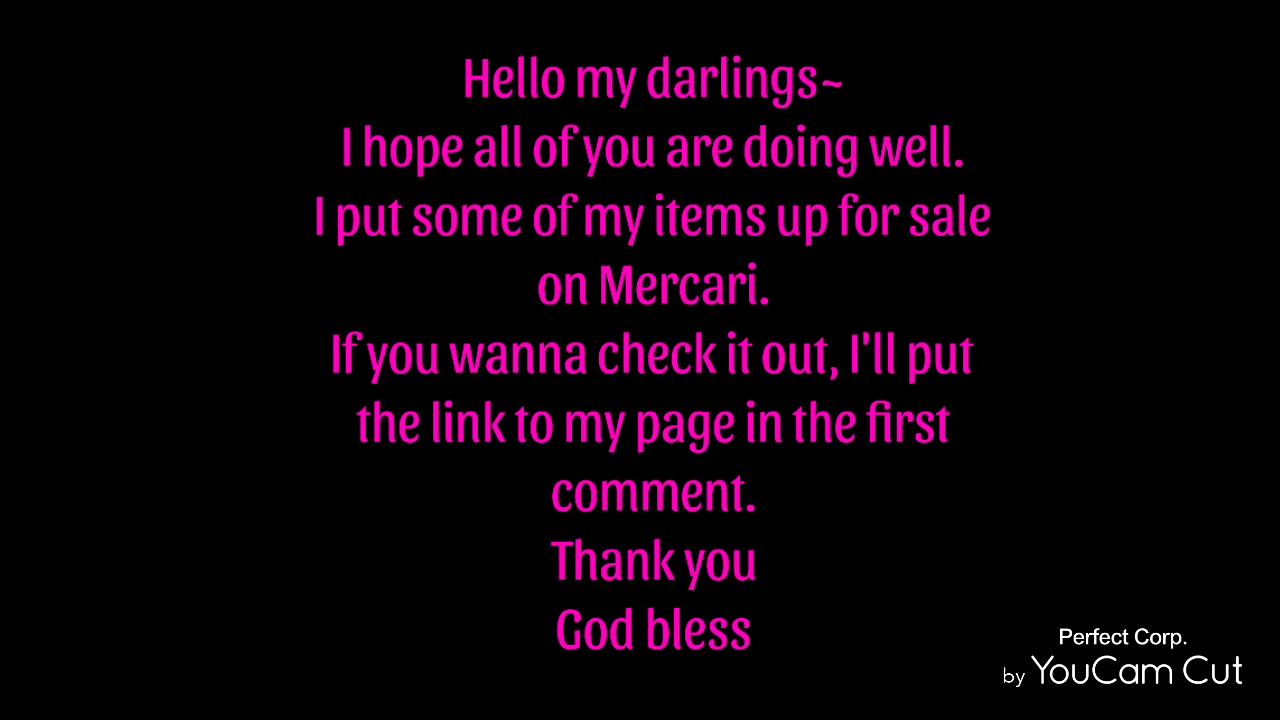 Hello my darlings~
I hope all of you are doing well.
I put some of my items up for sale
on Mercari.
If you wanna check it out, I'll put
the link to my page in the first
comment.
Thank you
God bless
Perfect Corp.
by YouCam Cut